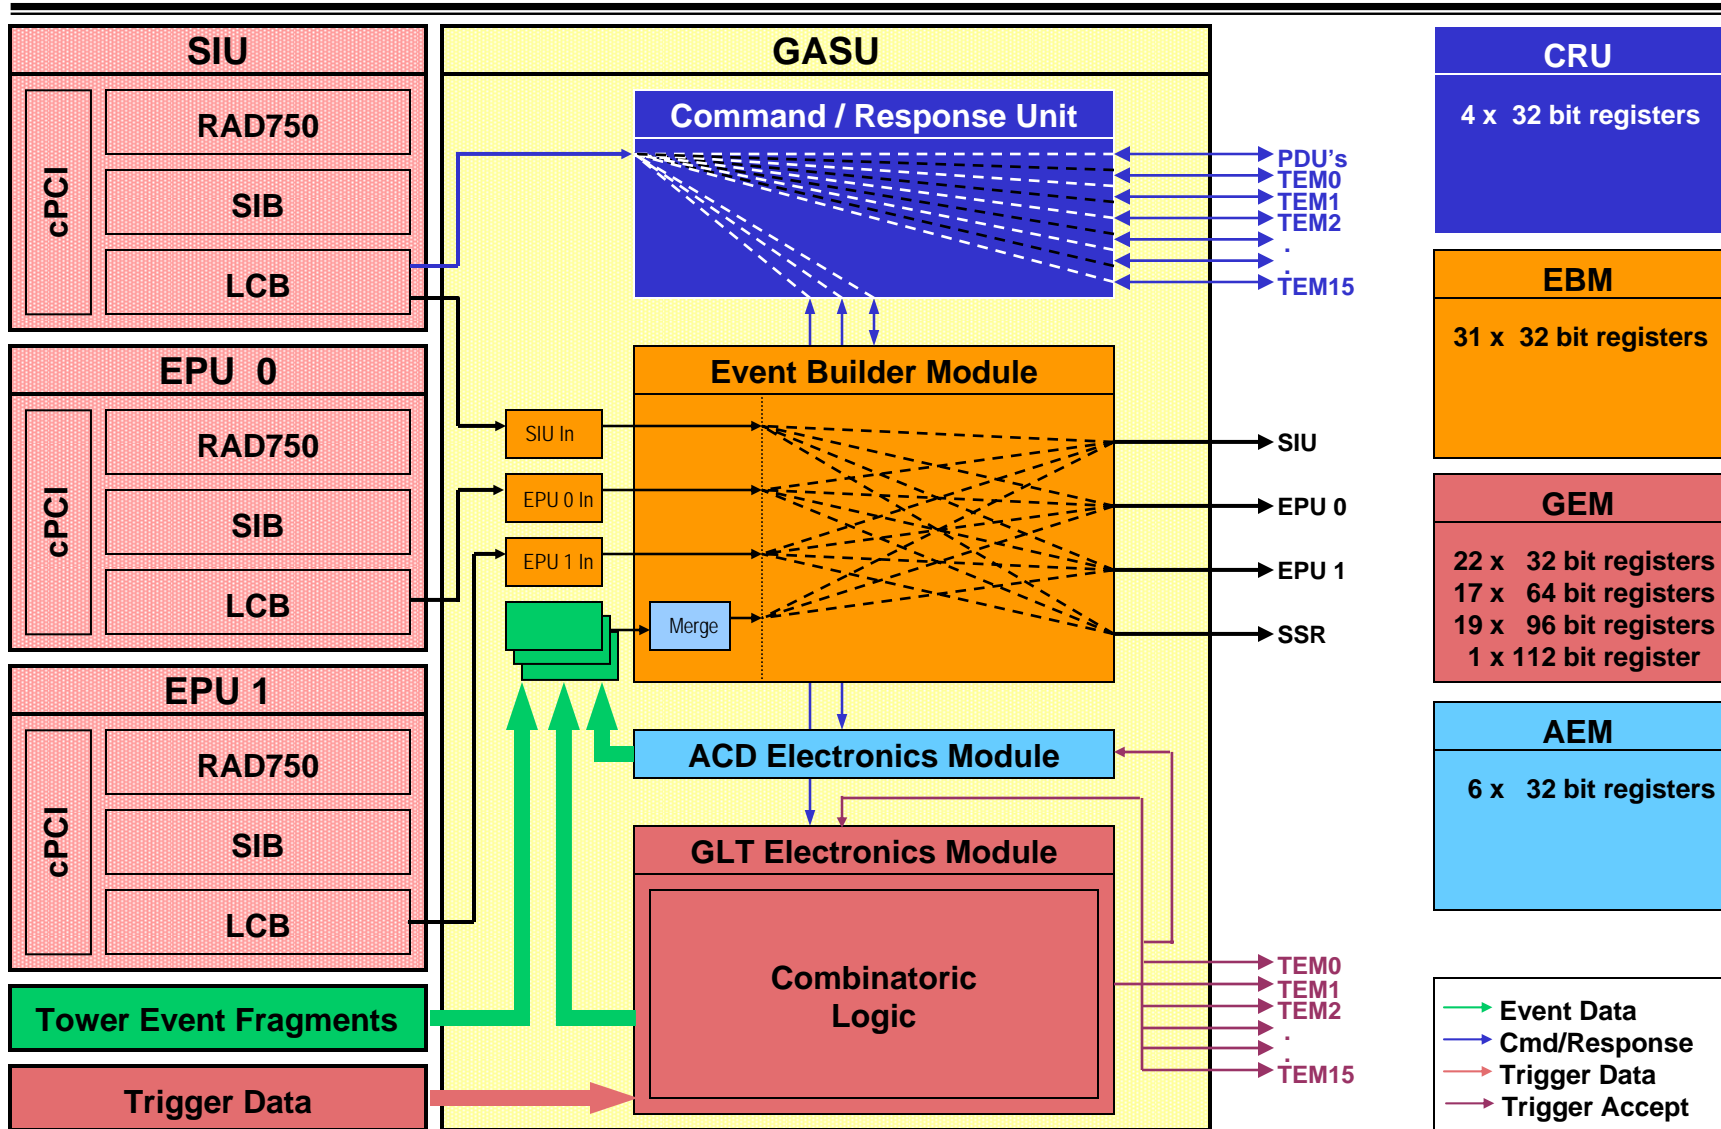 SIU
cPCI
RAD750
SIB
LCB
EPU 0
cPCI
RAD750
SIB
LCB
EPU 1
cPCI
RAD750
SIB
LCB
Tower Event Fragments
Trigger Data
GASU
Command / Response Unit
PDU's
TEM0
TEM1
TEM2
.
.
TEM15
Event Builder Module
SIU In
EPU 0 In
EPU 1 In
Merge
SIU
EPU 0
EPU 1
SSR
ACD Electronics Module
GLT Electronics Module
Combinatoric
Logic
TEM0
TEM1
TEM2
.
.
TEM15
CRU
4 x 32 bit registers
EBM
31 x 32 bit registers
GEM
22 x 32 bit registers
17 x 64 bit registers
19 x 96 bit registers
1 x 112 bit register
AEM
6 x 32 bit registers
Event Data
Cmd/Response
Trigger Data
Trigger Accept